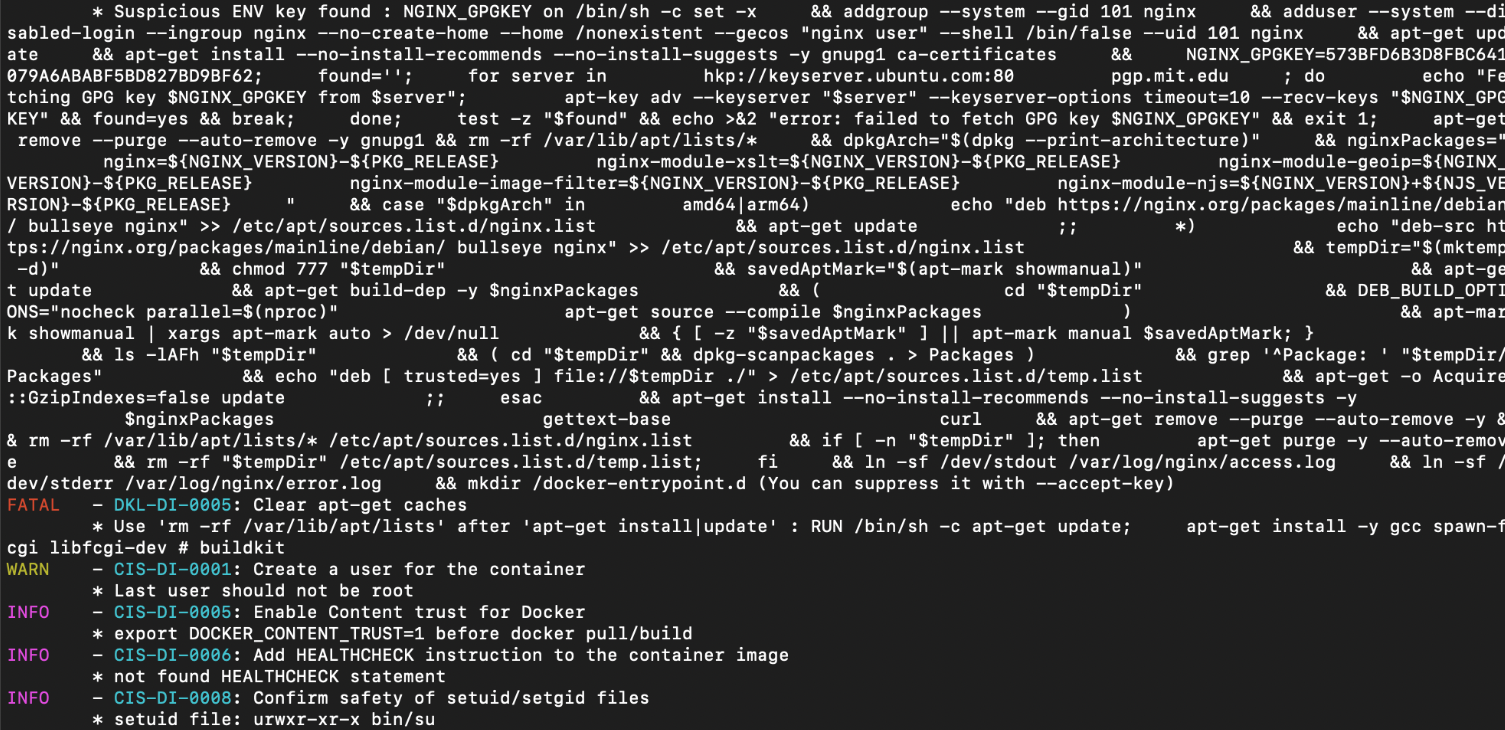 * Suspicious ENV key found : NGINX_GPGKEY on /bin/sh -c set -x     && addgroup --system --gid 101 nginx     && adduser --system --di
sabled-login --ingroup nginx --no-create-home --home /nonexistent --gecos "nginx user" --shell /bin/false --uid 101 nginx     && apt-get upd
ate     && apt-get install --no-install-recommends --no-install-suggests -y gnupg1 ca-certificates     &&     NGINX_GPGKEY=573BFD6B3D8FBC641
079A6ABABF5BD827BD9BF62;     found='';     for server in         hkp://keyserver.ubuntu.com:80         pgp.mit.edu     ; do         echo "Fe
tching GPG key $NGINX_GPGKEY from $server";         apt-key adv --keyserver "$server" --keyserver-options timeout=10 --recv-keys "$NGINX_GPG
KEY" && found=yes && break;     done;     test -z "$found" && echo >&2 "error: failed to fetch GPG key $NGINX_GPGKEY" && exit 1;     apt-get
 remove --purge --auto-remove -y gnupg1 && rm -rf /var/lib/apt/lists/*     && dpkgArch="$(dpkg --print-architecture)"     && nginxPackages="
         nginx=${NGINX_VERSION}-${PKG_RELEASE}         nginx-module-xslt=${NGINX_VERSION}-${PKG_RELEASE}         nginx-module-geoip=${NGINX_
VERSION}-${PKG_RELEASE}         nginx-module-image-filter=${NGINX_VERSION}-${PKG_RELEASE}         nginx-module-njs=${NGINX_VERSION}+${NJS_VE
RSION}-${PKG_RELEASE}     "     && case "$dpkgArch" in         amd64|arm64)             echo "deb https://nginx.org/packages/mainline/debian
/ bullseye nginx" >> /etc/apt/sources.list.d/nginx.list             && apt-get update             ;;         *)             echo "deb-src ht
tps://nginx.org/packages/mainline/debian/ bullseye nginx" >> /etc/apt/sources.list.d/nginx.list                         && tempDir="$(mktemp
 -d)"             && chmod 777 "$tempDir"                         && savedAptMark="$(apt-mark showmanual)"                         && apt-ge
t update             && apt-get build-dep -y $nginxPackages             && (                 cd "$tempDir"                 && DEB_BUILD_OPTI
ONS="nocheck parallel=$(nproc)"                     apt-get source --compile $nginxPackages             )                         && apt-mar
k showmanual | xargs apt-mark auto > /dev/null             && { [ -z "$savedAptMark" ] || apt-mark manual $savedAptMark; }
       && ls -lAFh "$tempDir"             && ( cd "$tempDir" && dpkg-scanpackages . > Packages )             && grep '^Package: ' "$tempDir/
Packages"             && echo "deb [ trusted=yes ] file://$tempDir ./" > /etc/apt/sources.list.d/temp.list             && apt-get -o Acquire
::GzipIndexes=false update             ;;     esac         && apt-get install --no-install-recommends --no-install-suggests -y
           $nginxPackages                         gettext-base                         curl     && apt-get remove --purge --auto-remove -y &
& rm -rf /var/lib/apt/lists/* /etc/apt/sources.list.d/nginx.list         && if [ -n "$tempDir" ]; then         apt-get purge -y --auto-remov
e         && rm -rf "$tempDir" /etc/apt/sources.list.d/temp.list;     fi     && ln -sf /dev/stdout /var/log/nginx/access.log     && ln -sf /
dev/stderr /var/log/nginx/error.log     && mkdir /docker-entrypoint.d (You can suppress it with --accept-key)
FATAL   - DKL-DI-0005: Clear apt-get caches
        * Use 'rm -rf /var/lib/apt/lists' after 'apt-get install|update' : RUN /bin/sh -c apt-get update;     apt-get install -y gcc spawn-f
cgi libfcgi-dev # buildkit
WARN    - CIS-DI-0001: Create a user for the container
        * Last user should not be root
INFO    - CIS-DI-0005: Enable Content trust for Docker
        * export DOCKER_CONTENT_TRUST=1 before docker pull/build
INFO    - CIS-DI-0006: Add HEALTHCHECK instruction to the container image
        * not found HEALTHCHECK statement
INFO    - CIS-DI-0008: Confirm safety of setuid/setgid files
        * setuid file: urwxr-xr-x bin/su